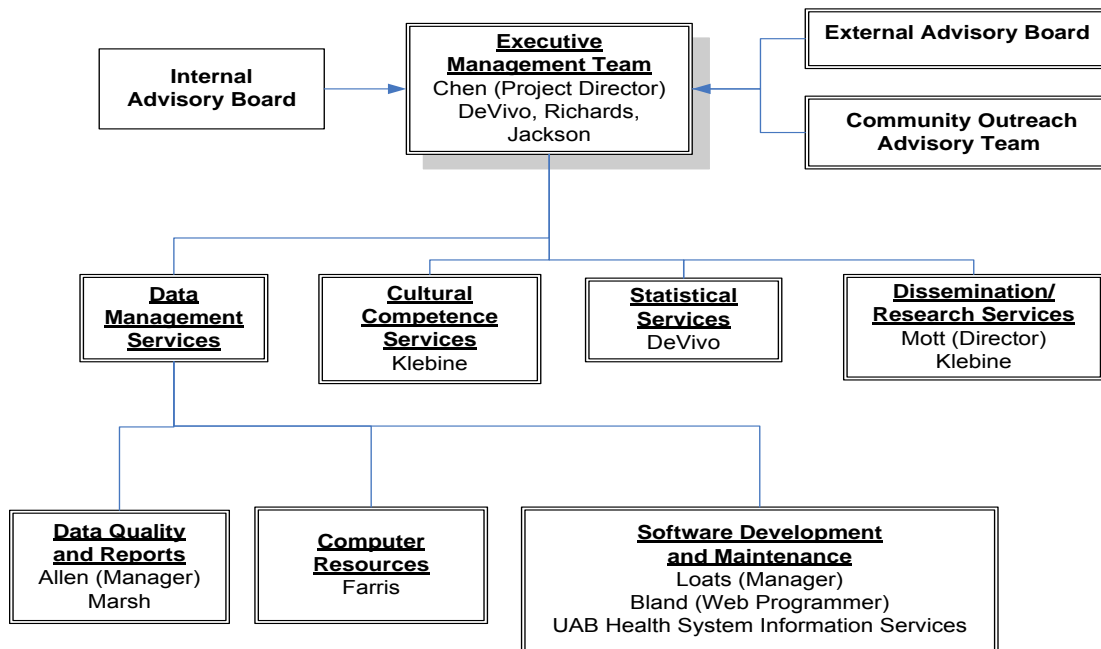 Executive
Management Team
Chen (Project Director)
DeVivo, Richards,
Jackson
Internal
Advisory Board
External Advisory Board
Community Outreach
Advisory Team
Data
Management
Services
Cultural
Competence
Services
Klebine
Statistical
Services
DeVivo
Dissemination/
Research Services
Mott (Director)
Klebine
Data Quality
and Reports
Allen (Manager)
Marsh
Computer
Resources
Farris
Software Development
and Maintenance
Loats (Manager)
Bland (Web Programmer)
UAB Health System Information Services